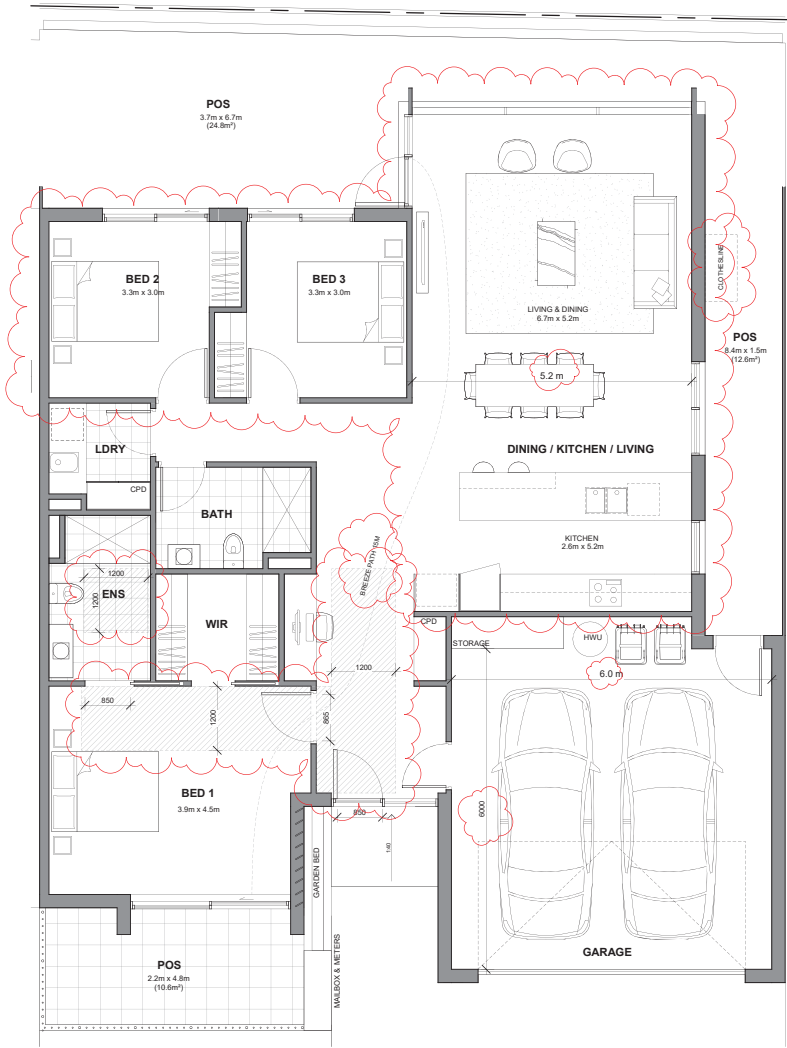 POS
3.7m x 6.7m
(24.8m²)
BED 2
3.3m x 3.0m
BED 3
3.3m x 3.0m
LIVING & DINING
6.7m x 5.2m
CLOTHESLINE
POS
8.4m x 1.5m
(12.6m²)
5.2 m
DINING / KITCHEN / LIVING
LDRY
CPD
BATH
KITCHEN
2.6m x 5.2m
BREEZE PATH 15M
1200
1200
ENS
WIR
CPD
STORAGE
HWU
1200
6.0 m
850
1200
865
BED 1
3.9m x 4.5m
850
6000
1:40
GARDEN BED
GARAGE
POS
2.2m x 4.8m
(10.6m²)
MAILBOX & METERS